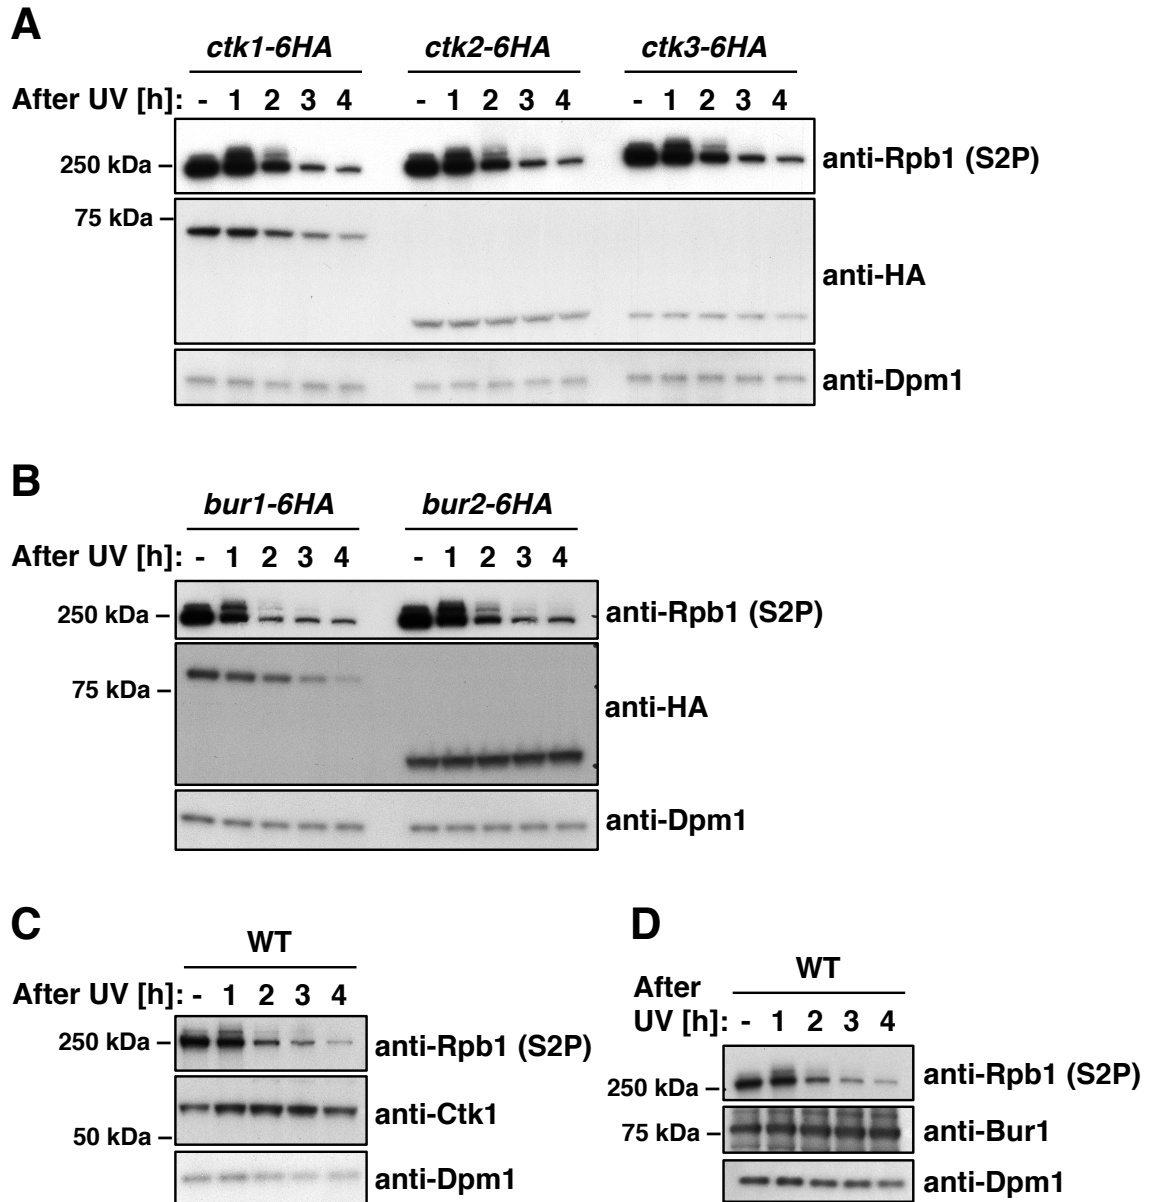 A
ctk1-6HA ctk2-6HA ctk3-6HA
After UV [h]: - 1 2 3 4 - 1 2 3 4 - 1 2 3 4
250 kDa – anti-Rpb1 (S2P)
75 kDa –
anti-HA
anti-Dpm1
B
bur1-6HA bur2-6HA
After UV [h]: - 1 2 3 4 - 1 2 3 4
250 kDa – anti-Rpb1 (S2P)
75 kDa –
anti-HA
anti-Dpm1
C
WT
After UV [h]: - 1 2 3 4
250 kDa – anti-Rpb1 (S2P)
anti-Ctk1
50 kDa –
anti-Dpm1
D
WT
After
UV [h]: - 1 2 3 4
250 kDa – anti-Rpb1 (S2P)
75 kDa – anti-Bur1
anti-Dpm1